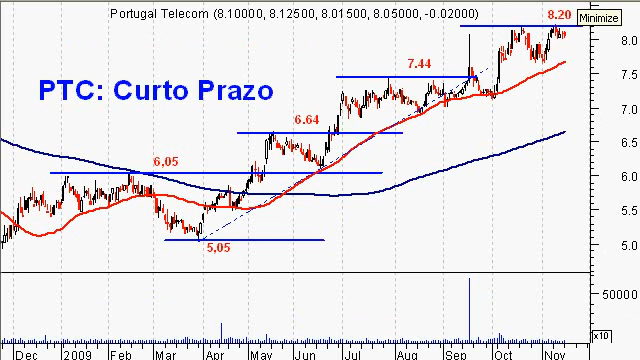 Portugal Telecom (8.10000, 8.12500, 8.01500, 8.05000, -0.02000)
8.20
Minimize
8.0
7.44
7.5
PTC: Curto Prazo
7.0
6.64
6.5
6,05
6.0
5.5
5,05
5.0
50000
x10
Dec 2009 Feb Mar Apr May Jun Jul Aug Sep Oct Nov